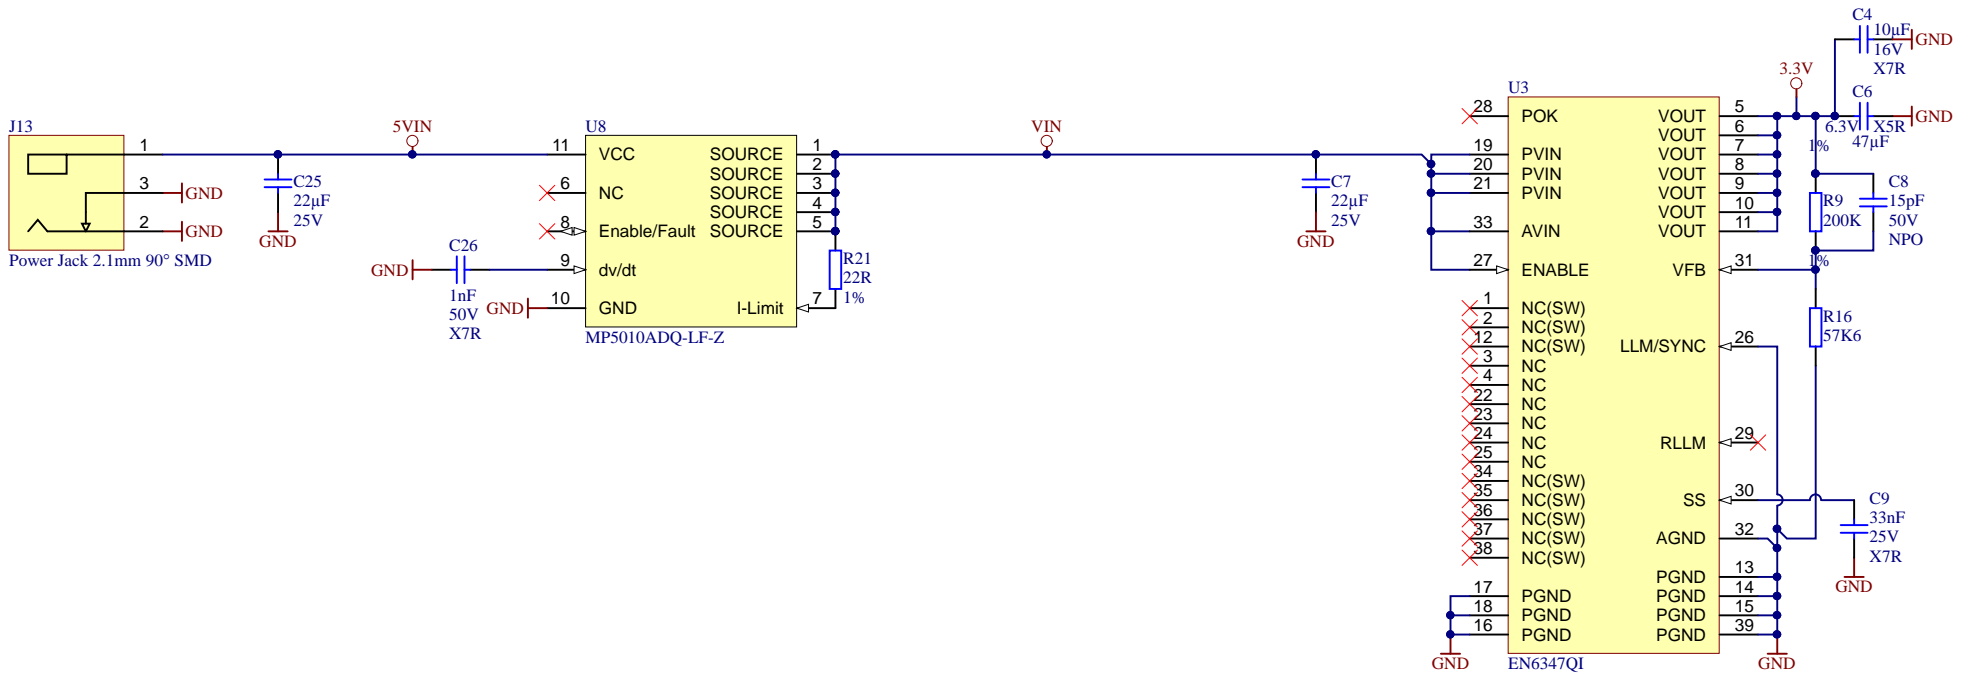 J13
1
3
2
GND
GND
Power Jack 2.1mm 90° SMD
C25
22µF
25V
GND
5VIN
GND
C26
1nF
50V
X7R
GND
U8
11
6
8
9
10
VCC
NC
Enable/Fault
dv/dt
GND
SOURCE
SOURCE
SOURCE
SOURCE
SOURCE
I-Limit
1
2
3
4
5
7
MP5010ADQ-LF-Z
R21
22R
1%
VIN
C7
22µF
25V
GND
U3
28 POK
19 PVIN
20 PVIN
21 PVIN
33 AVIN
27 ENABLE
1 NC(SW)
2 NC(SW)
12 NC(SW)
3 NC
4 NC
22 NC
23 NC
24 NC
25 NC
34 NC(SW)
35 NC(SW)
36 NC(SW)
37 NC(SW)
38 NC(SW)
17 PGND
18 PGND
16 PGND
GND
VOUT 5
VOUT 6
VOUT 7
VOUT 8
VOUT 9
VOUT 10
VOUT 11
VFB 31
LLM/SYNC 26
RLLM 29
SS 30
AGND 32
PGND 13
PGND 14
PGND 15
PGND 39
GND
EN6347QI
3.3V
C4
10µF
16V
X7R
GND
C6
6.3V X5R
47µF
GND
1%
R9
200K
C8
15pF
50V
NPO
1%
R16
57K6
C9
33nF
25V
X7R
GND